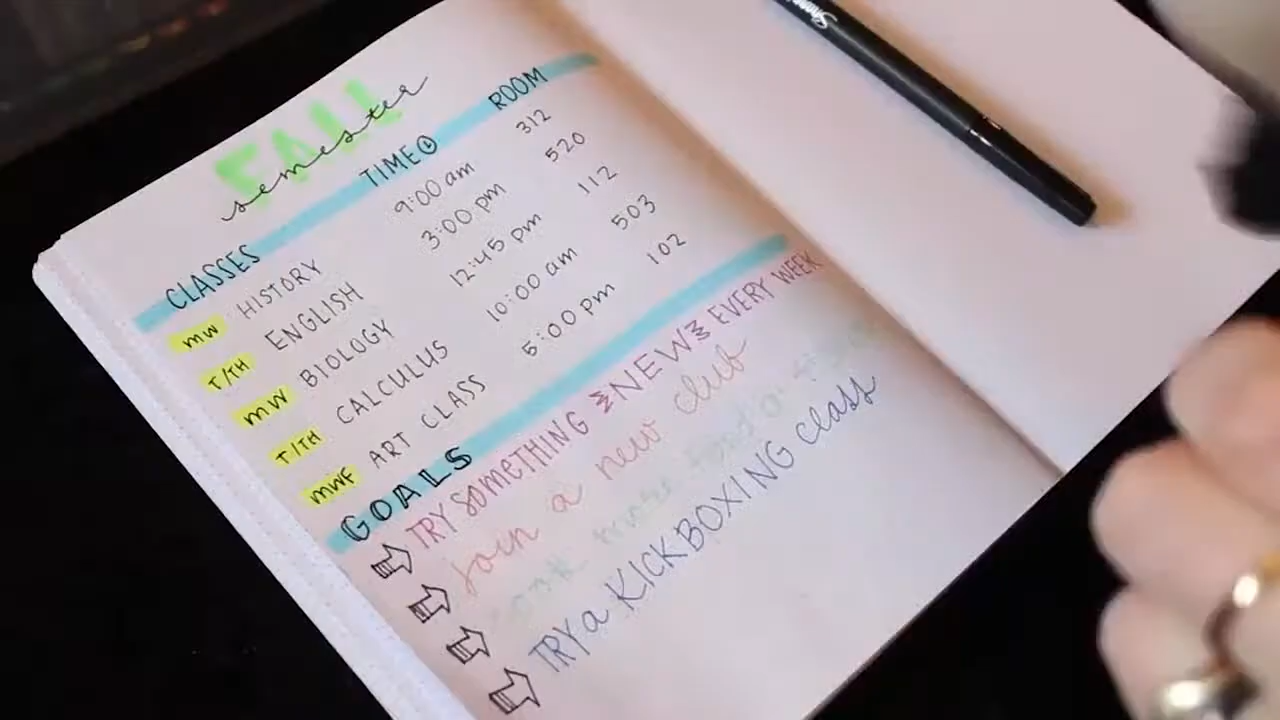 FALL
semester
CLASSES TIME ROOM
MW HISTORY 9:00 am 312
T/TH ENGLISH 3:00 pm 520
MW BIOLOGY 12:45 pm 112
T/TH CALCULUS 10:00 am 503
MWF ART CLASS 5:00 pm 102
GOALS
TRY SOMETHING NEW EVERY WEEK
Join a new club
more
TRY a KICKBOXING class
Sharpie